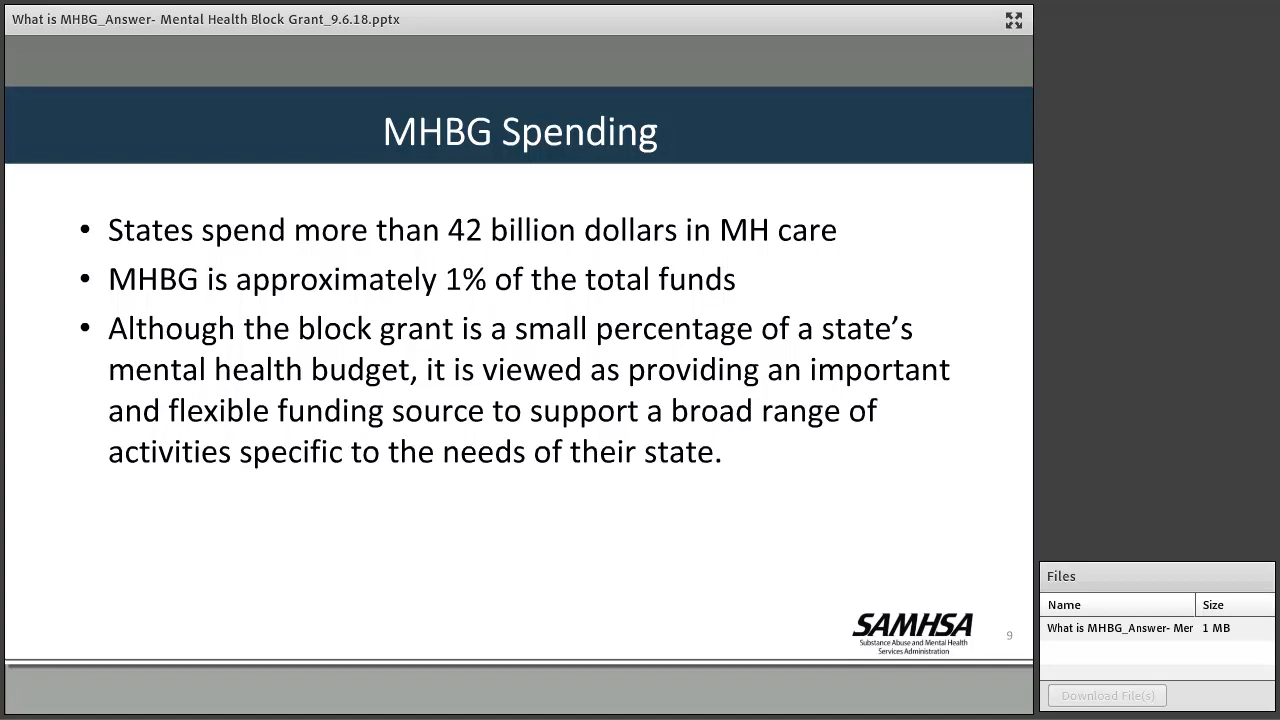 What is MHBG_Answer- Mental Health Block Grant_9.6.18.pptx
MHBG Spending
• States spend more than 42 billion dollars in MH care
• MHBG is approximately 1% of the total funds
• Although the block grant is a small percentage of a state’s
mental health budget, it is viewed as providing an important
and flexible funding source to support a broad range of
activities specific to the needs of their state.
SAMHSA
Substance Abuse and Mental Health
Services Administration
9
Files
Name Size
What is MHBG_Answer- Mer 1 MB
Download File(s)